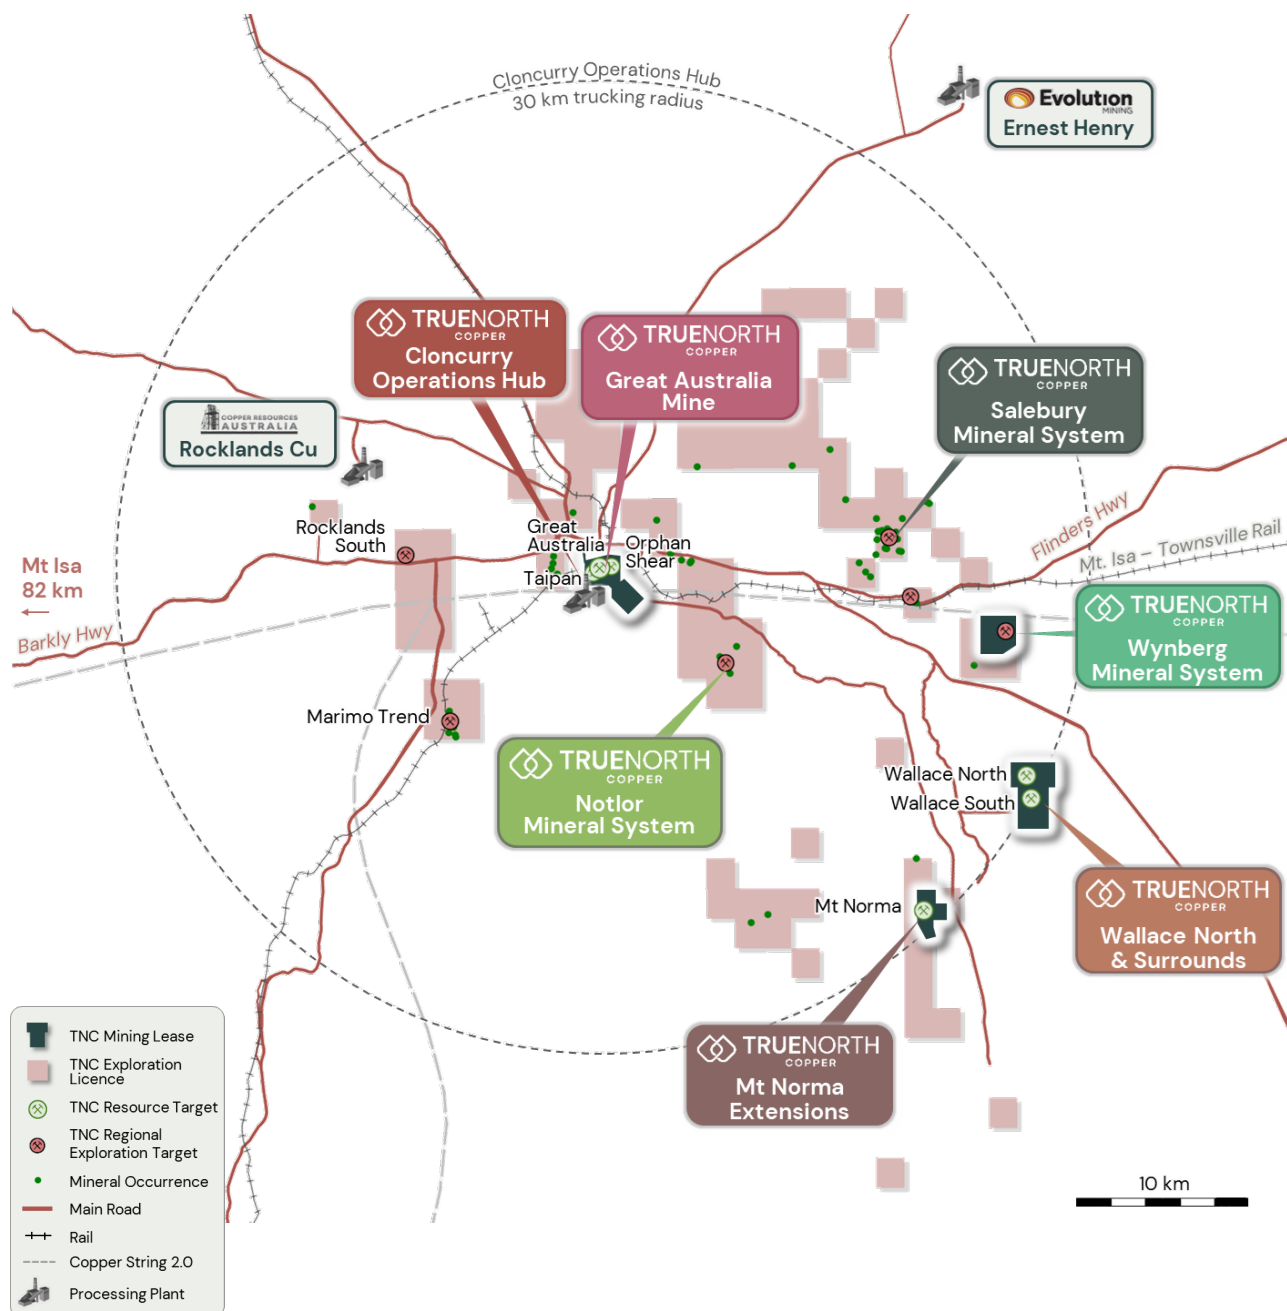 Cloncurry Operations Hub
30 km trucking radius
Evolution
MINING
Ernest Henry
TRUENORTH
COPPER
Cloncurry
Operations Hub
TRUENORTH
COPPER
Great Australia
Mine
TRUENORTH
COPPER
Salebury
Mineral System
COPPER RESOURCES
AUSTRALIA
Rocklands Cu
Rocklands
South
Great
Australia
Orphan
Shear
Taipan
Flinders Hwy
Mt. Isa – Townsville Rail
Mt Isa
82 km
Barkly Hwy
TRUENORTH
COPPER
Wynberg
Mineral System
Marimo Trend
TRUENORTH
COPPER
Notlor
Mineral System
Wallace North
Wallace South
TRUENORTH
COPPER
Wallace North
& Surrounds
Mt Norma
TRUENORTH
COPPER
Mt Norma
Extensions
TNC Mining Lease
TNC Exploration
Licence
TNC Resource Target
TNC Regional
Exploration Target
Mineral Occurrence
Main Road
Rail
Copper String 2.0
Processing Plant
10 km